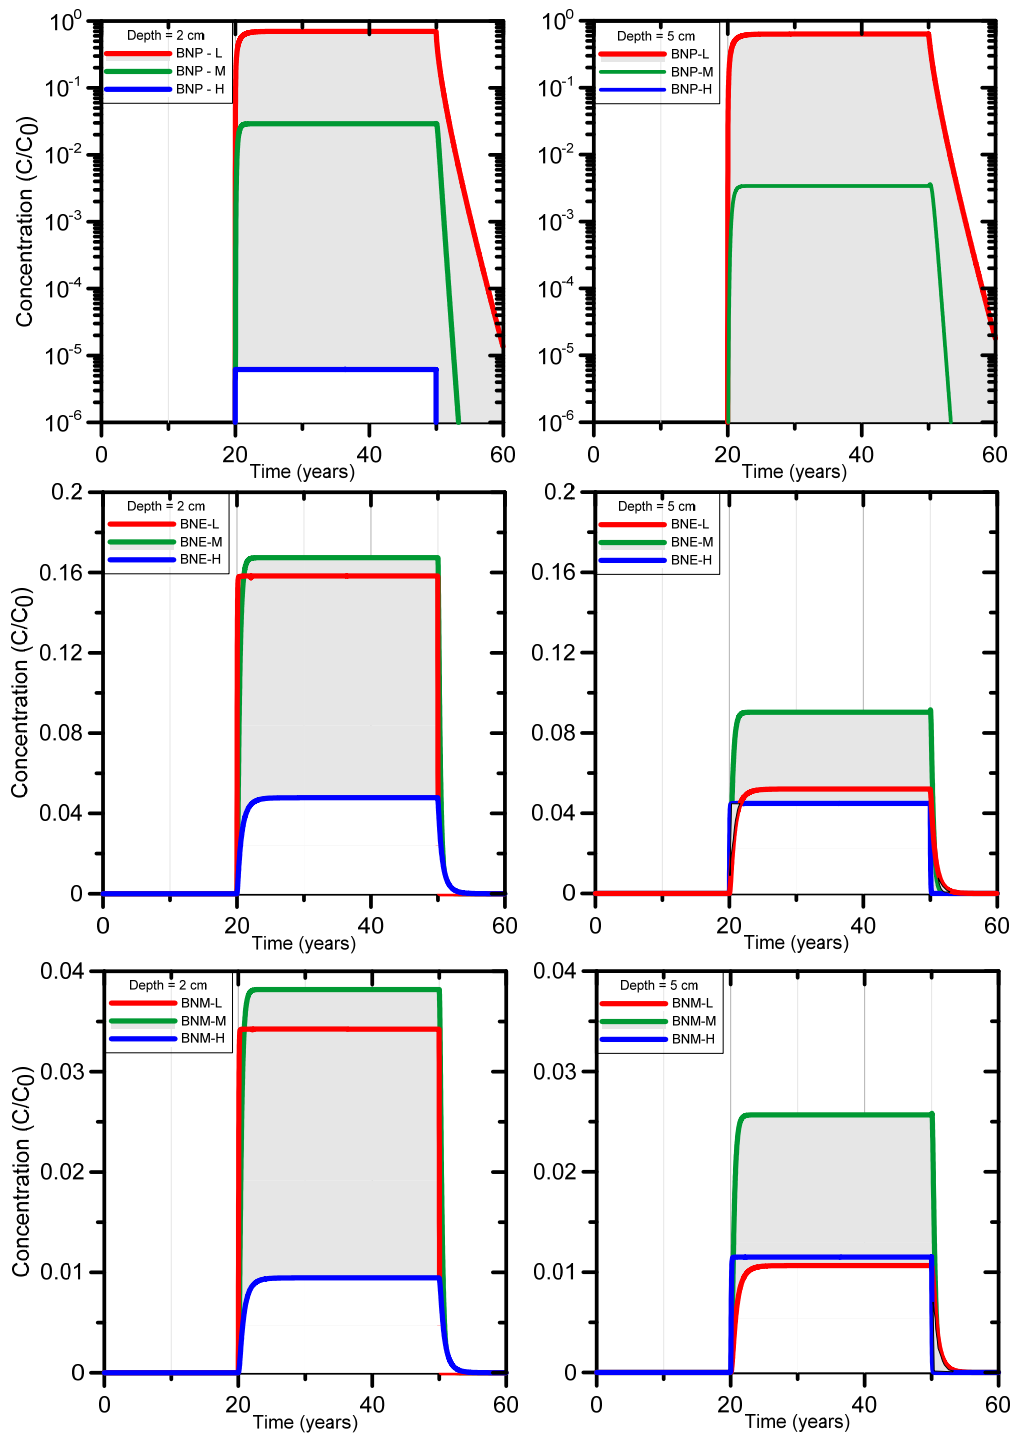 Depth = 2 cm
BNP - L
BNP - M
BNP - H
Concentration (C/C0)
10^0
10^-1
10^-2
10^-3
10^-4
10^-5
10^-6
0 20 40 60
Time (years)
Depth = 5 cm
BNP-L
BNP-M
BNP-H
10^0
10^-1
10^-2
10^-3
10^-4
10^-5
10^-6
0 20 40 60
Time (years)
Depth = 2 cm
BNE-L
BNE-M
BNE-H
Concentration (C/C0)
0.2
0.16
0.12
0.08
0.04
0
0 20 40 60
Time (years)
Depth = 5 cm
BNE-L
BNE-M
BNE-H
0.2
0.16
0.12
0.08
0.04
0
0 20 40 60
Time (years)
Depth = 2 cm
BNM-L
BNM-M
BNM-H
Concentration (C/C0)
0.04
0.03
0.02
0.01
0
0 20 40 60
Time (years)
Depth = 5 cm
BNM-L
BNM-M
BNM-H
0.04
0.03
0.02
0.01
0
0 20 40 60
Time (years)